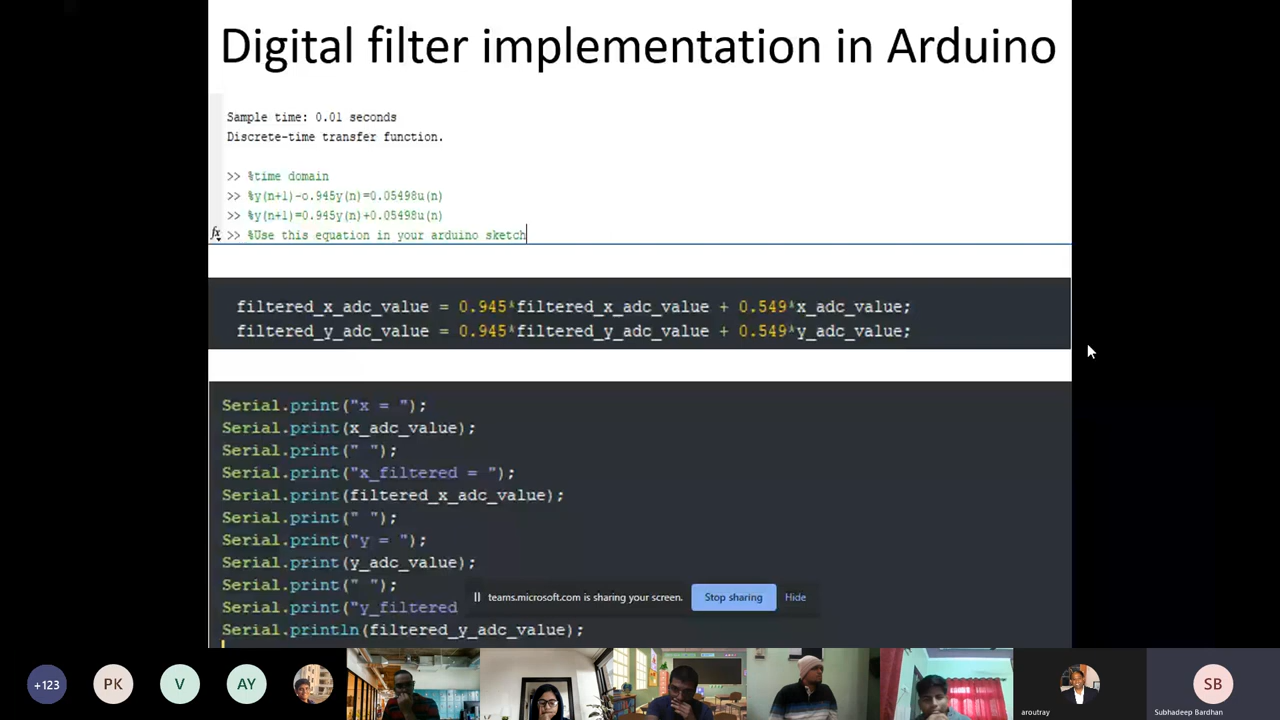 Digital filter implementation in Arduino
Sample time: 0.01 seconds
Discrete-time transfer function.
>> %time domain
>> %y(n+1)-o.945y(n)=0.05498u(n)
>> %y(n+1)=0.945y(n)+0.05498u(n)
fx >> %Use this equation in your arduino sketch
filtered_x_adc_value = 0.945*filtered_x_adc_value + 0.549*x_adc_value;
filtered_y_adc_value = 0.945*filtered_y_adc_value + 0.549*y_adc_value;
Serial.print("x = ");
Serial.print(x_adc_value);
Serial.print(" ");
Serial.print("x_filtered = ");
Serial.print(filtered_x_adc_value);
Serial.print(" ");
Serial.print("y = ");
Serial.print(y_adc_value);
Serial.print(" ");
Serial.print("y_filtered
teams.microsoft.com is sharing your screen. Stop sharing Hide
Serial.println(filtered_y_adc_value);
+123 PK V AY SB
aroutray Subhadeep Bardhan